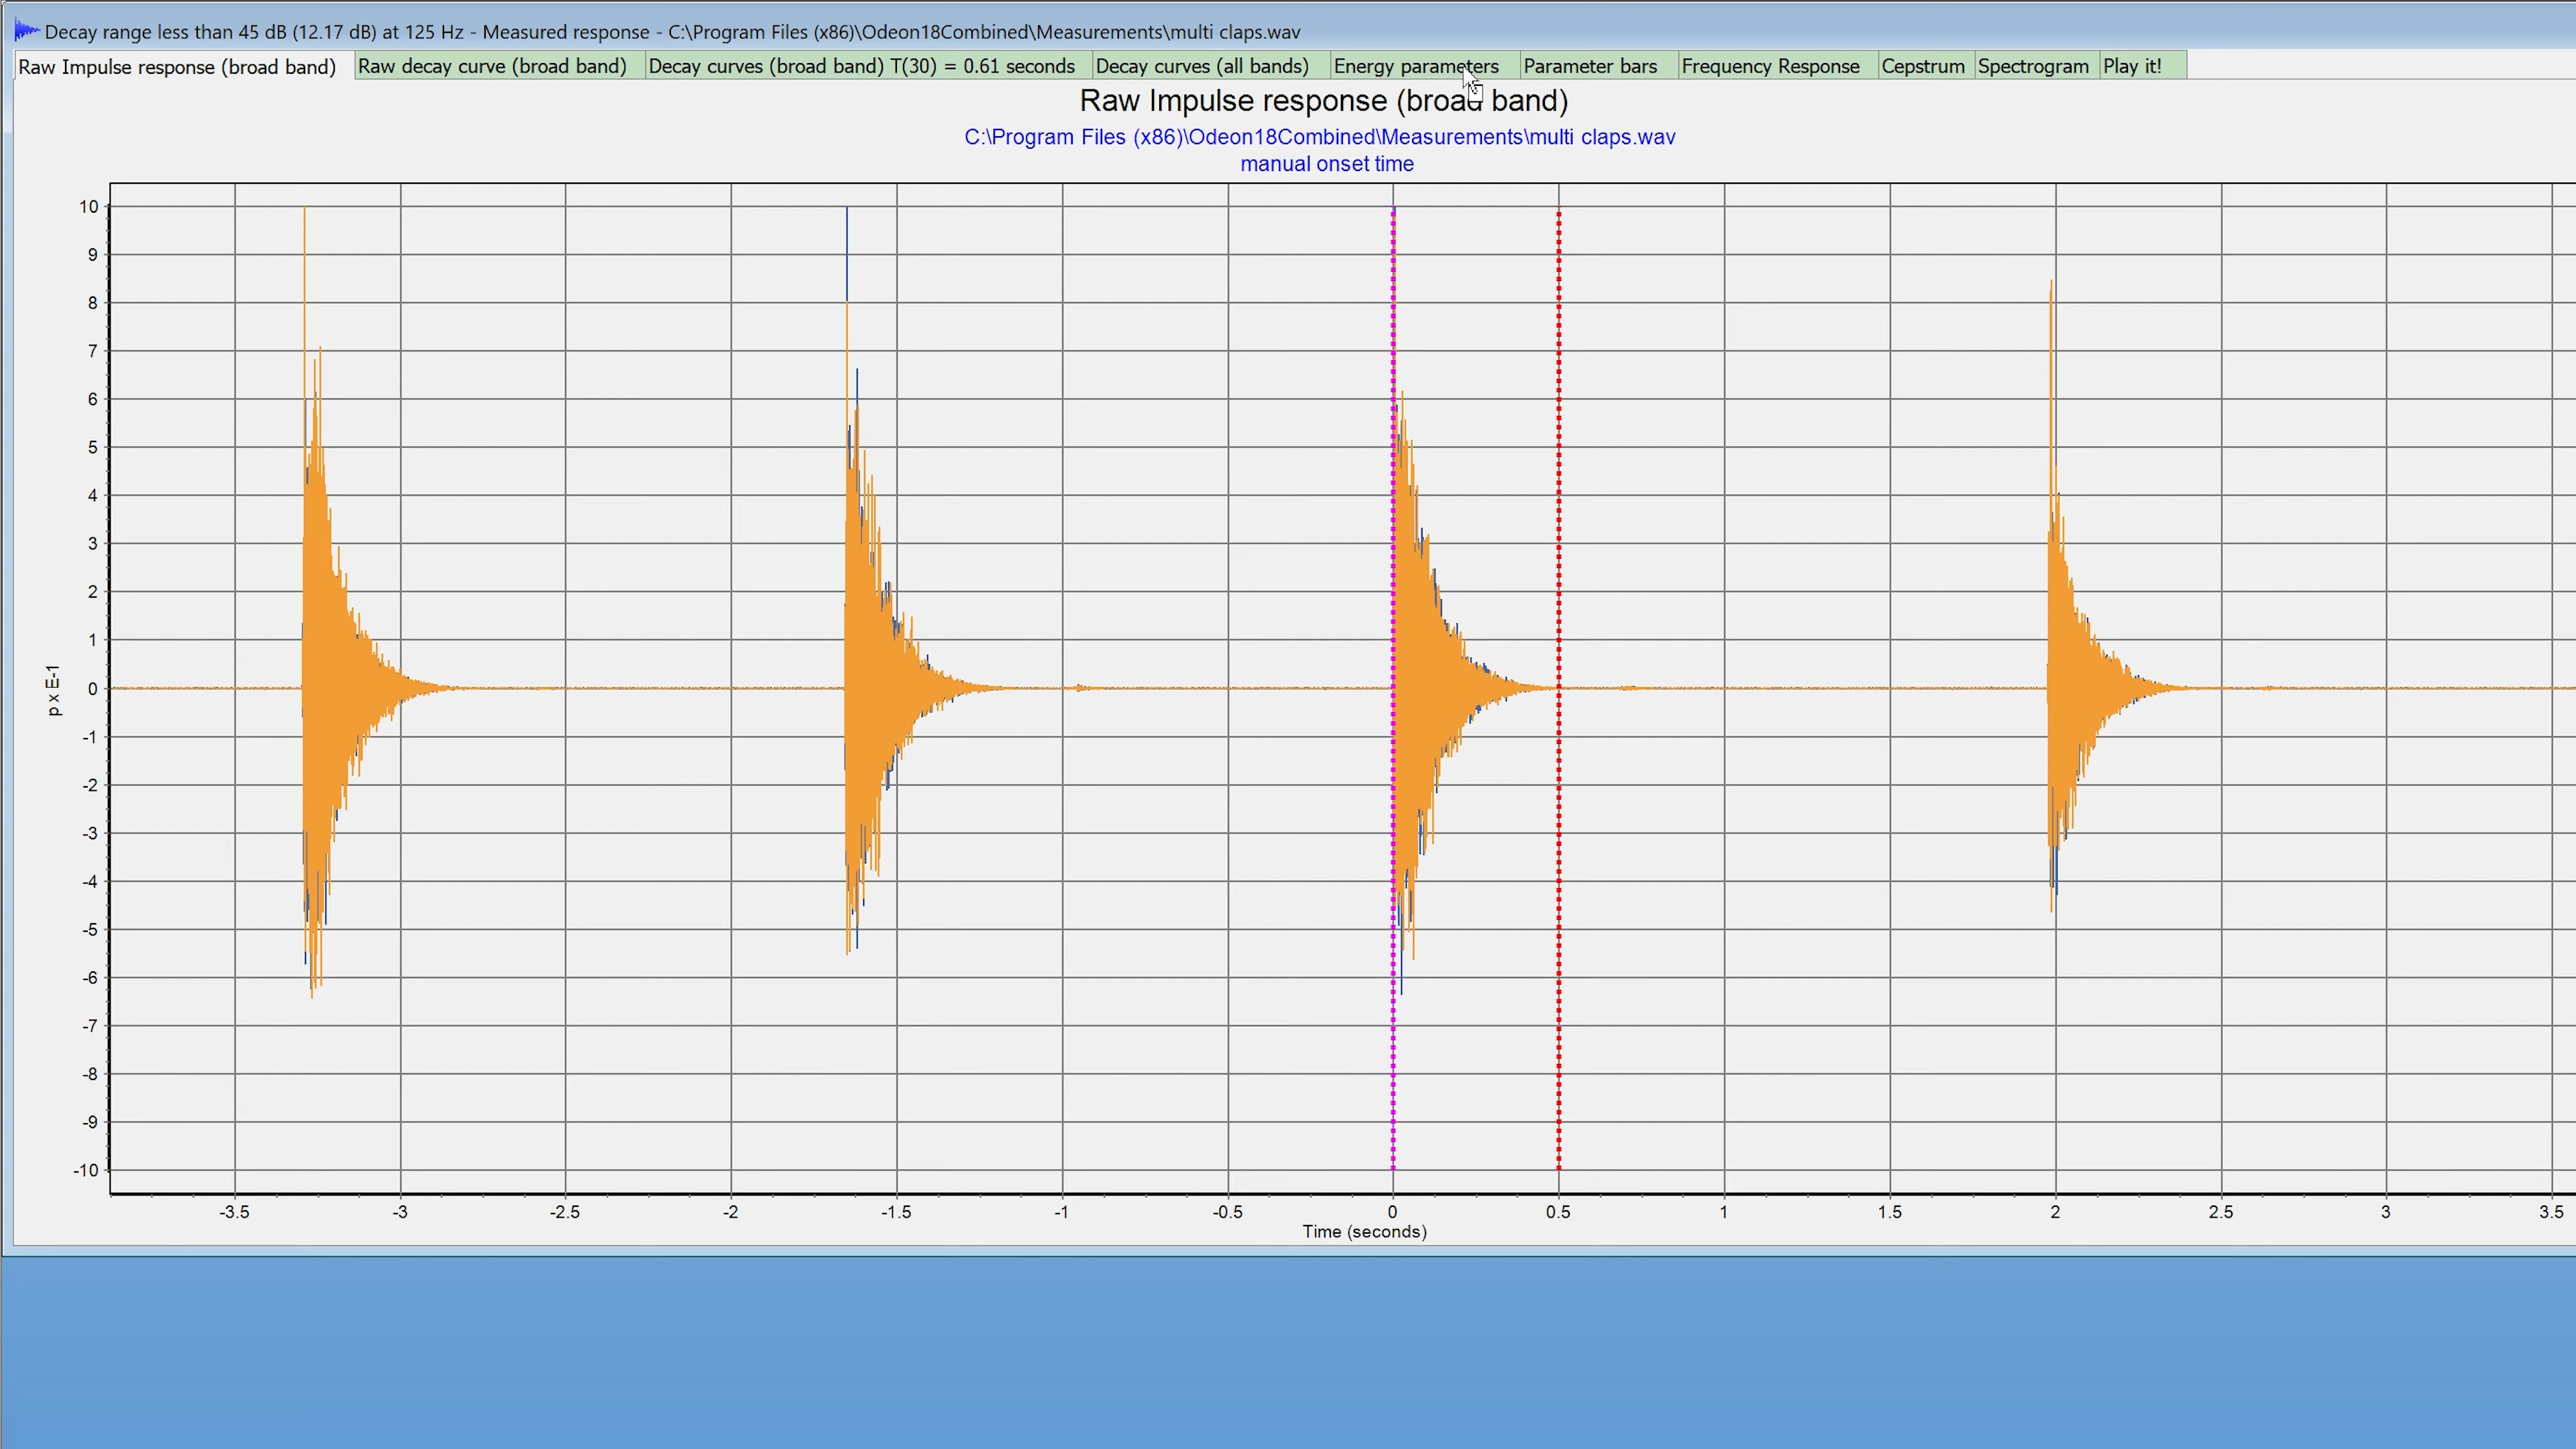 Decay range less than 45 dB (12.17 dB) at 125 Hz - Measured response - C:\Program Files (x86)\Odeon18Combined\Measurements\multi claps.wav
Raw Impulse response (broad band) Raw decay curve (broad band) Decay curves (broad band) T(30) = 0.61 seconds Decay curves (all bands) Energy parameters Parameter bars Frequency Response Cepstrum Spectrogram Play it!
Raw Impulse response (broad band)
C:\Program Files (x86)\Odeon18Combined\Measurements\multi claps.wav
manual onset time
10
9
8
7
6
5
4
3
2
1
0
-1
-2
-3
-4
-5
-6
-7
-8
-9
-10
p x E-1
-3.5 -3 -2.5 -2 -1.5 -1 -0.5 0 0.5 1 1.5 2 2.5 3 3.5
Time (seconds)